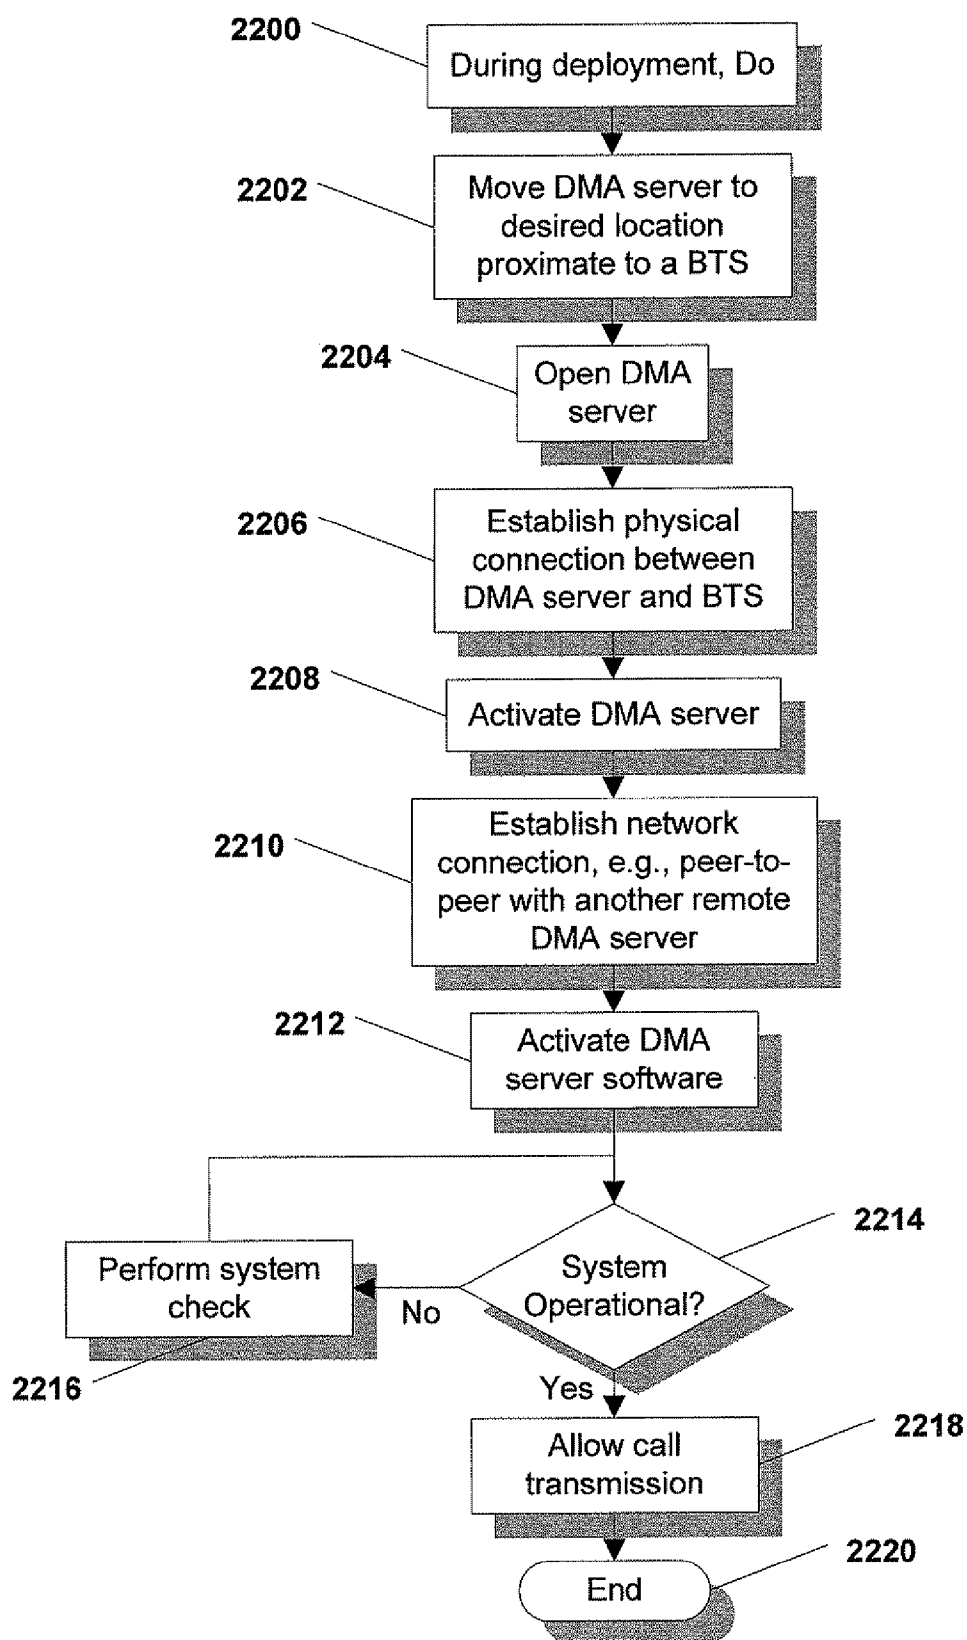 2200
During deployment, Do
2202
Move DMA server to
desired location
proximate to a BTS
2204
Open DMA
server
2206
Establish physical
connection between
DMA server and BTS
2208
Activate DMA server
2210
Establish network
connection, e.g., peer-to-
peer with another remote
DMA server
2212
Activate DMA
server software
2214
System
Operational?
Perform system
check
No
2216
Yes
2218
Allow call
transmission
2220
End